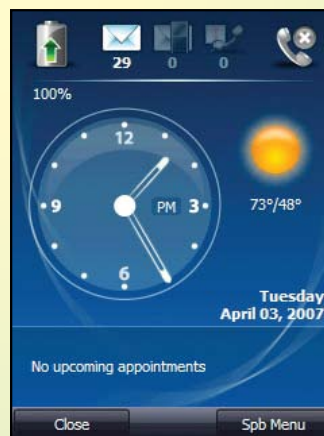 29 0 0
100%
12
9 PM 3
73°/48°
6
Tuesday
April 03, 2007
No upcoming appointments
Close Spb Menu